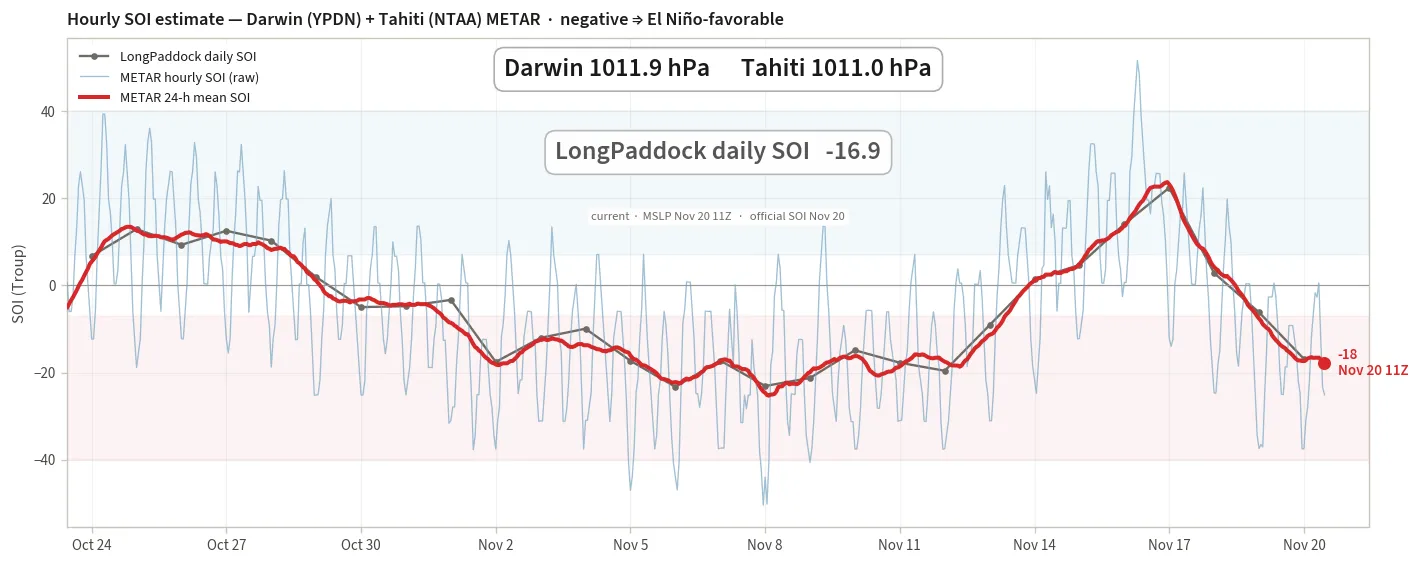 Hourly SOI estimate — Darwin (YPDN) + Tahiti (NTAA) METAR · negative ⇒ El Niño-favorable
LongPaddock daily SOI
METAR hourly SOI (raw)
METAR 24-h mean SOI
Darwin 1011.9 hPa Tahiti 1011.0 hPa
LongPaddock daily SOI -16.9
current · MSLP Nov 20 11Z · official SOI Nov 20
SOI (Troup)
40
20
0
−20
−40
-18
Nov 20 11Z
Oct 24
Oct 27
Oct 30
Nov 2
Nov 5
Nov 8
Nov 11
Nov 14
Nov 17
Nov 20